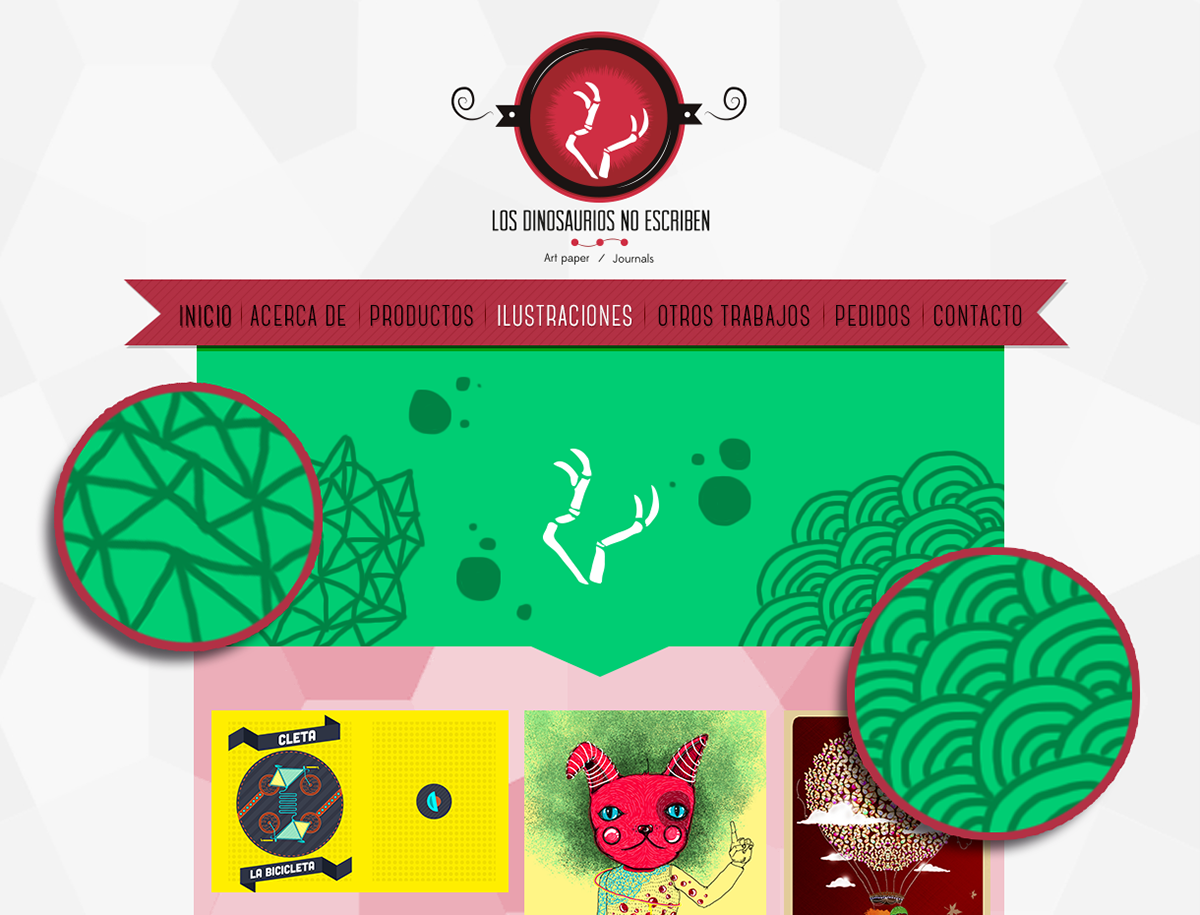 LOS DINOSAURIOS NO ESCRIBEN
Art paper / Journals
INICIO ACERCA DE PRODUCTOS ILUSTRACIONES OTROS TRABAJOS PEDIDOS CONTACTO
CLETA
LA BICICLETA